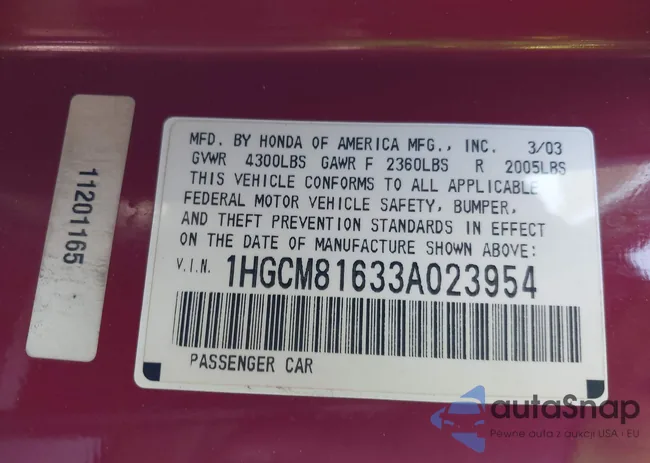 MFD. BY HONDA OF AMERICA MFG., INC. 3/03
GVWR 4300LBS GAWR F 2360LBS R 2005LBS
THIS VEHICLE CONFORMS TO ALL APPLICABLE
FEDERAL MOTOR VEHICLE SAFETY, BUMPER,
AND THEFT PREVENTION STANDARDS IN EFFECT
ON THE DATE OF MANUFACTURE SHOWN ABOVE:
V.I.N. 1HGCM81633A023954
PASSENGER CAR
11201165
autaSnap
Pewne auta z aukcji USA - EU